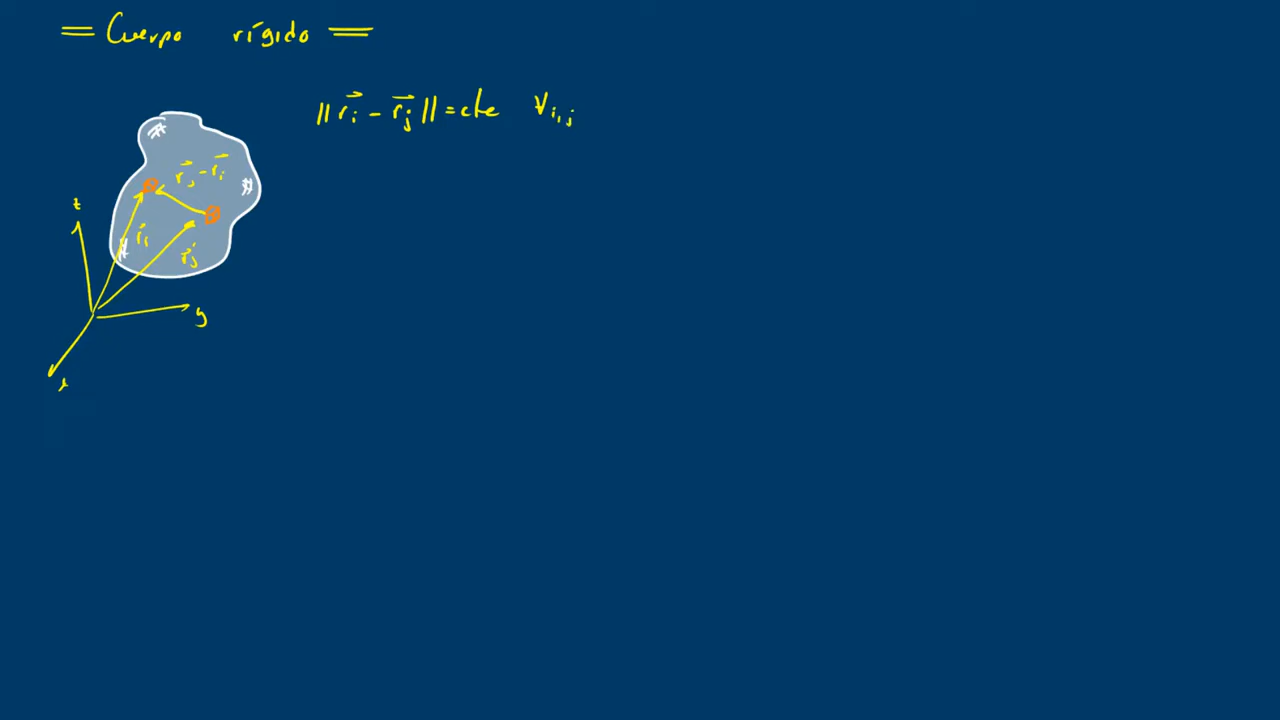 = Cuerpo rígido =
‖r⃗ᵢ - r⃗ⱼ‖ = cte ∀ᵢ,ⱼ
r⃗ⱼ - r⃗ᵢ
z
r⃗ᵢ
r⃗ⱼ
y
x